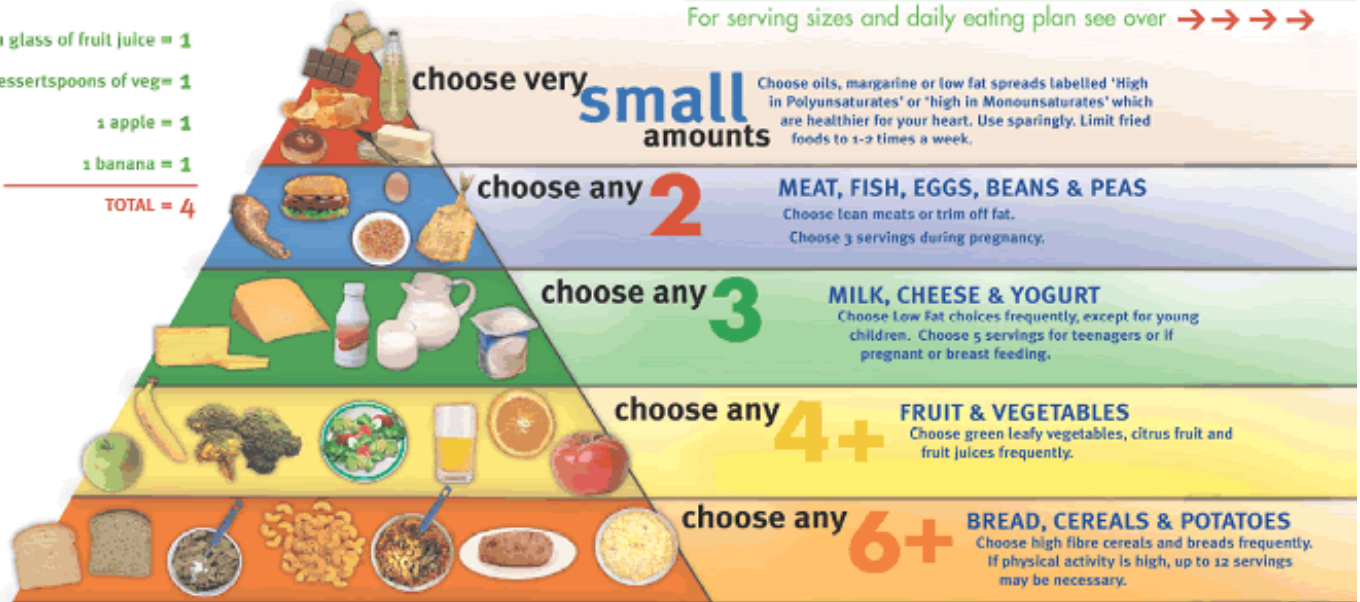 For serving sizes and daily eating plan see over
a glass of fruit juice = 1
essertspoons of veg= 1
1 apple = 1
1 banana = 1
TOTAL = 4
choose very
small
amounts
Choose oils, margarine or low fat spreads labelled ‘High
in Polyunsaturates’ or ‘high in Monounsaturates’ which
are healthier for your heart. Use sparingly. Limit fried
foods to 1-2 times a week.
choose any 2
MEAT, FISH, EGGS, BEANS & PEAS
Choose lean meats or trim off fat.
Choose 3 servings during pregnancy.
choose any 3
MILK, CHEESE & YOGURT
Choose Low Fat choices frequently, except for young
children. Choose 5 servings for teenagers or if
pregnant or breast feeding.
choose any 4+
FRUIT & VEGETABLES
Choose green leafy vegetables, citrus fruit and
fruit juices frequently.
choose any 6+
BREAD, CEREALS & POTATOES
Choose high fibre cereals and breads frequently.
If physical activity is high, up to 12 servings
may be necessary.